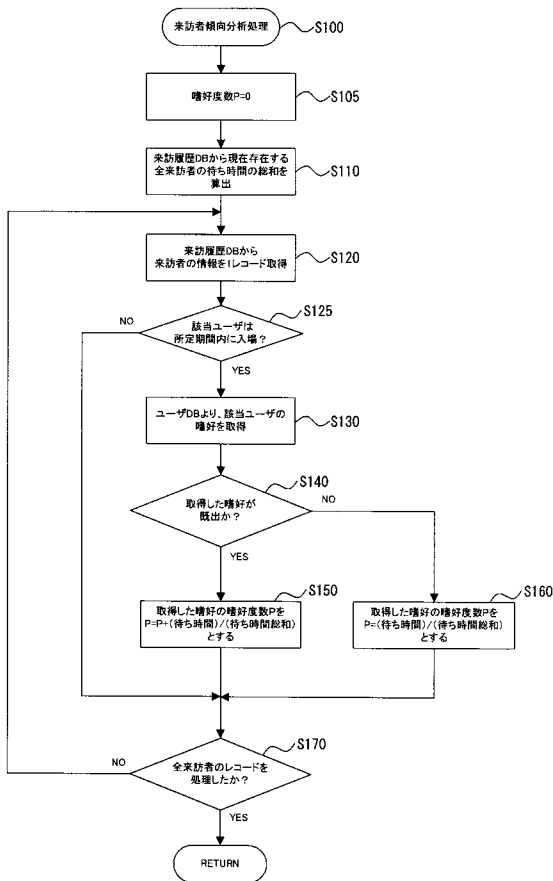 来訪者傾向分析処理
S100
嗜好度数P=0
S105
来訪履歴DBから現在存在する
全来訪者の待ち時間の総和を
算出
S110
来訪履歴DBから
来訪者の情報を1レコード取得
S120
S125
NO
該当ユーザは
所定期間内に入場？
YES
ユーザDBより、該当ユーザの
嗜好を取得
S130
S140
取得した嗜好が
既出か？
NO
YES
S150
取得した嗜好の嗜好度数Pを
P=P+(待ち時間)/(待ち時間総和)
とする
S160
取得した嗜好の嗜好度数Pを
P=(待ち時間)/(待ち時間総和)
とする
S170
NO
全来訪者のレコードを
処理したか？
YES
RETURN